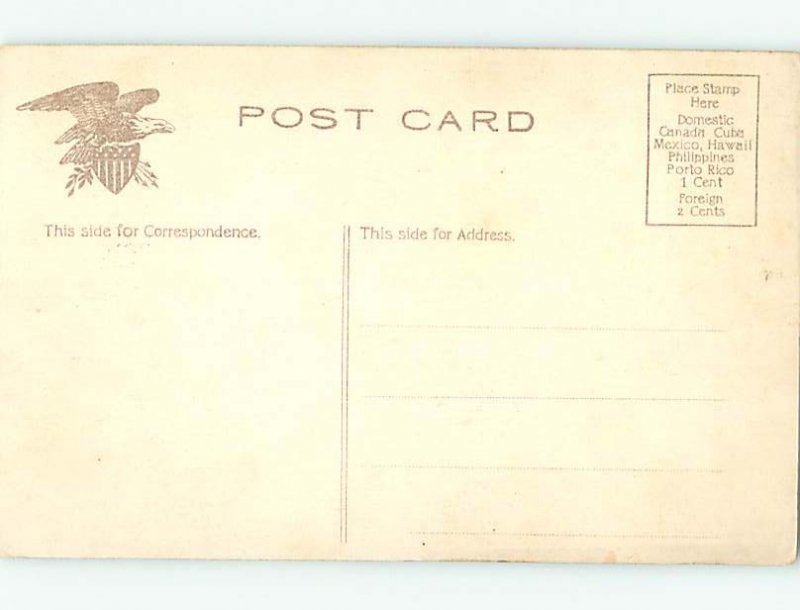 POST CARD
Place Stamp
Here
Domestic
Canada Cuba
Mexico, Hawaii
Philippines
Porto Rico
1 Cent
Foreign
2 Cents
This side for Correspondence.
This side for Address.